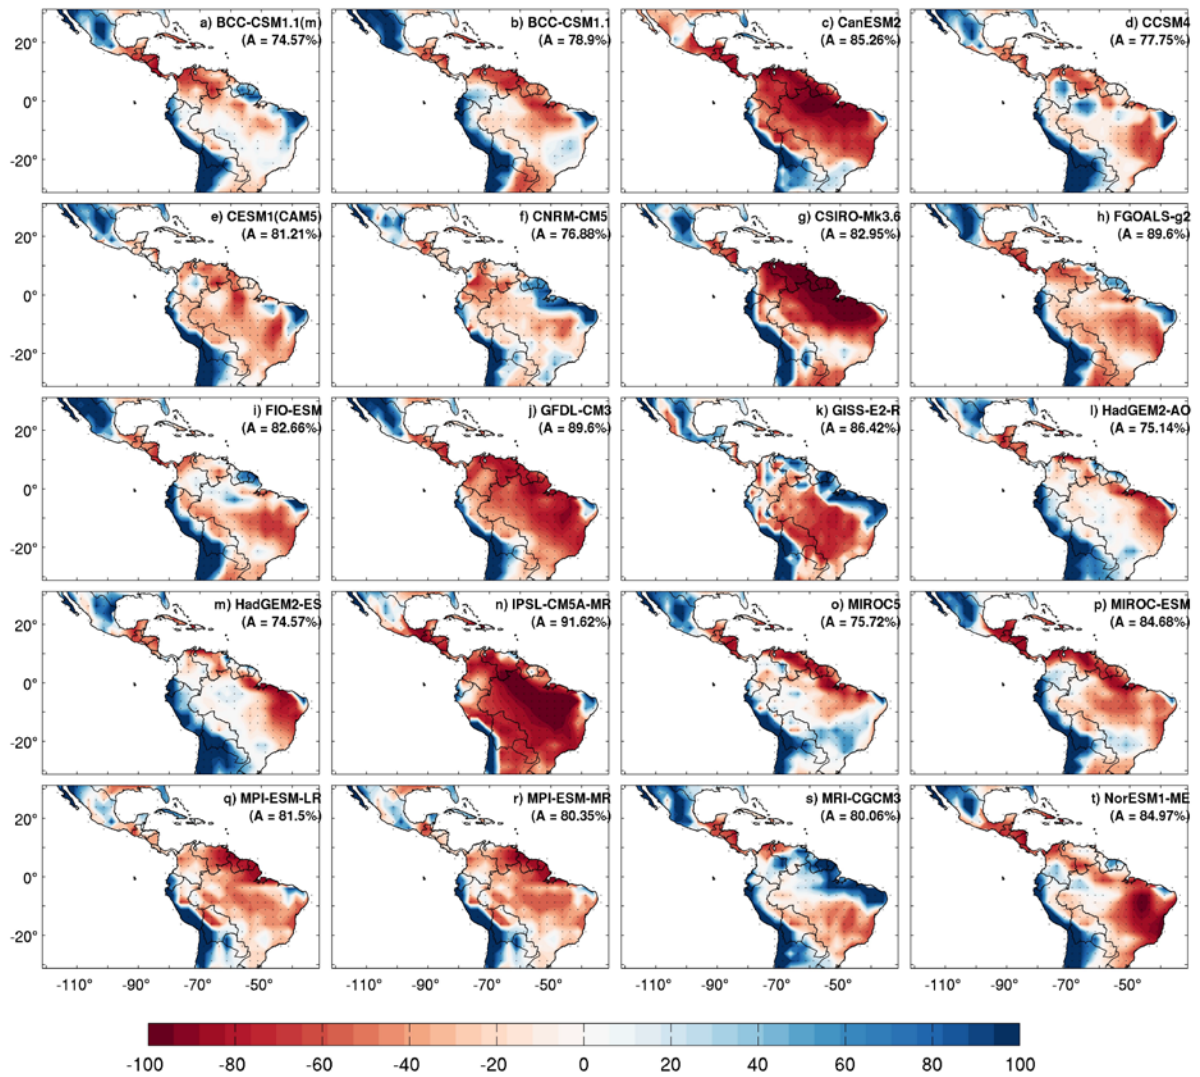 a) BCC-CSM1.1(m)
(A = 74.57%)
b) BCC-CSM1.1
(A = 78.9%)
c) CanESM2
(A = 85.26%)
d) CCSM4
(A = 77.75%)
20°
0°
-20°
e) CESM1(CAM5)
(A = 81.21%)
f) CNRM-CM5
(A = 76.88%)
g) CSIRO-Mk3.6
(A = 82.95%)
h) FGOALS-g2
(A = 89.6%)
20°
0°
-20°
i) FIO-ESM
(A = 82.66%)
j) GFDL-CM3
(A = 89.6%)
k) GISS-E2-R
(A = 86.42%)
l) HadGEM2-AO
(A = 75.14%)
20°
0°
-20°
m) HadGEM2-ES
(A = 74.57%)
n) IPSL-CM5A-MR
(A = 91.62%)
o) MIROC5
(A = 75.72%)
p) MIROC-ESM
(A = 84.68%)
20°
0°
-20°
q) MPI-ESM-LR
(A = 81.5%)
r) MPI-ESM-MR
(A = 80.35%)
s) MRI-CGCM3
(A = 80.06%)
t) NorESM1-ME
(A = 84.97%)
20°
0°
-20°
-110° -90° -70° -50° -110° -90° -70° -50° -110° -90° -70° -50° -110° -90° -70° -50°
-100 -80 -60 -40 -20 0 20 40 60 80 100